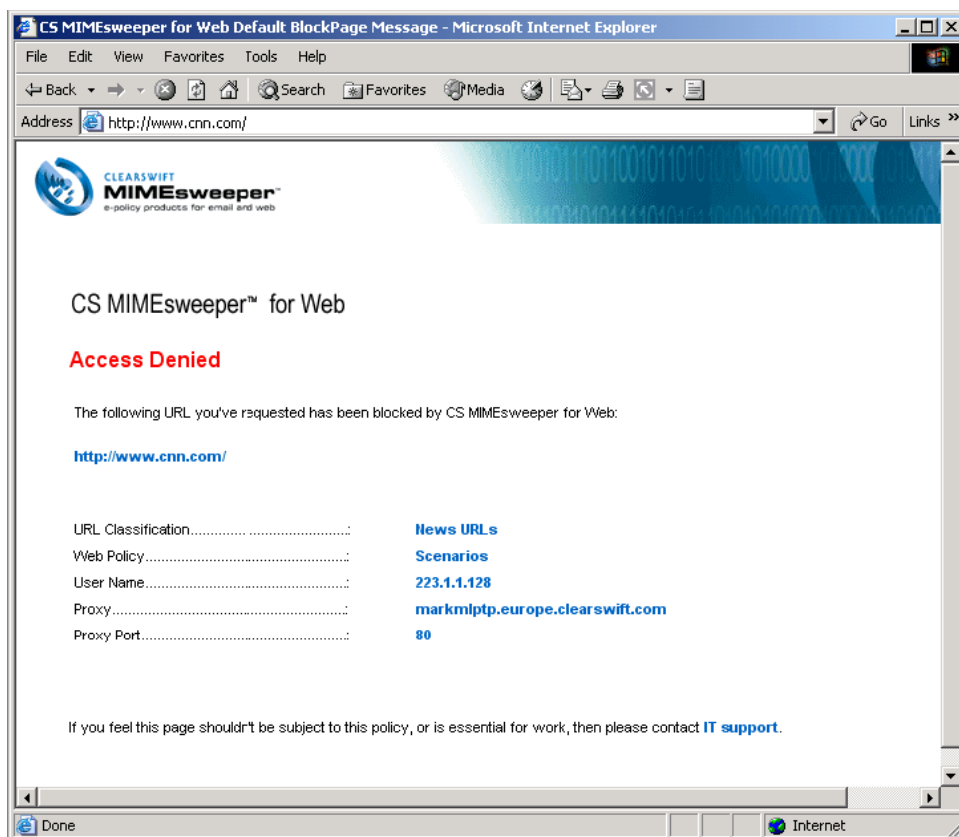 CS MIMEsweeper for Web Default BlockPage Message - Microsoft Internet Explorer
File Edit View Favorites Tools Help
Back Search Favorites Media
Address http://www.cnn.com/ Go Links »
CLEARSWIFT
MIMEsweeper™
e-policy products for email and web
CS MIMEsweeper™ for Web
Access Denied
The following URL you've requested has been blocked by CS MIMEsweeper for Web:
http://www.cnn.com/
URL Classification..................................: News URLs
Web Policy..............................................: Scenarios
User Name..............................................: 223.1.1.128
Proxy.....................................................: markmlptp.europe.clearswift.com
Proxy Port...............................................: 80
If you feel this page shouldn't be subject to this policy, or is essential for work, then please contact IT support.
Done Internet